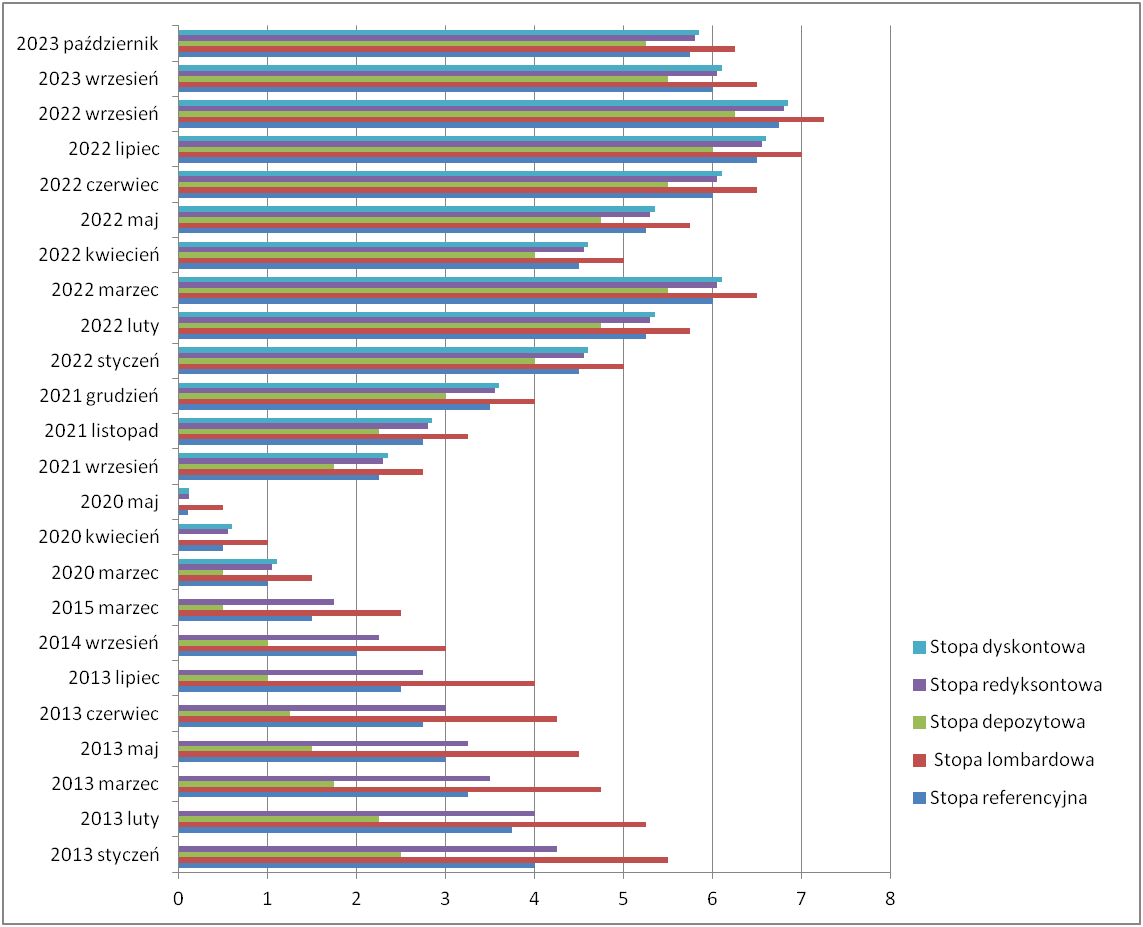 2023 październik
2023 wrzesień
2022 wrzesień
2022 lipiec
2022 czerwiec
2022 maj
2022 kwiecień
2022 marzec
2022 luty
2022 styczeń
2021 grudzień
2021 listopad
2021 wrzesień
2020 maj
2020 kwiecień
2020 marzec
2015 marzec
2014 wrzesień
2013 lipiec
2013 czerwiec
2013 maj
2013 marzec
2013 luty
2013 styczeń
0 1 2 3 4 5 6 7 8
Stopa dyskontowa
Stopa redyksontowa
Stopa depozytowa
Stopa lombardowa
Stopa referencyjna